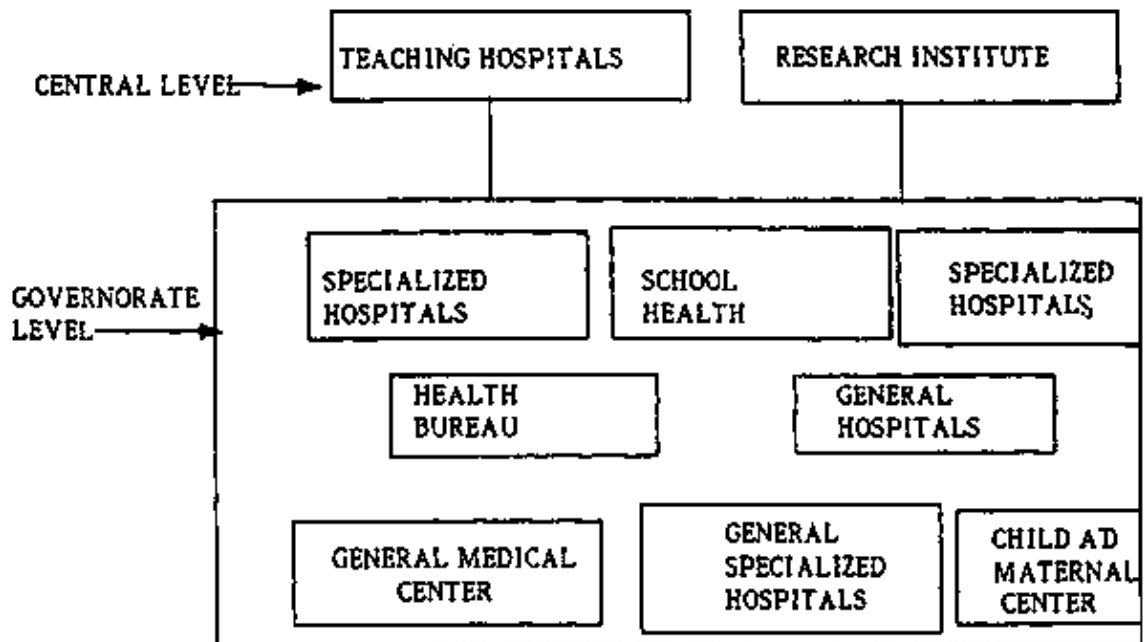 TEACHING HOSPITALS
RESEARCH INSTITUTE
CENTRAL LEVEL
SPECIALIZED
HOSPITALS
SCHOOL
HEALTH
SPECIALIZED
HOSPITALS
GOVERNORATE
LEVEL
HEALTH
BUREAU
GENERAL
HOSPITALS
GENERAL MEDICAL
CENTER
GENERAL
SPECIALIZED
HOSPITALS
CHILD AD
MATERNAL
CENTER